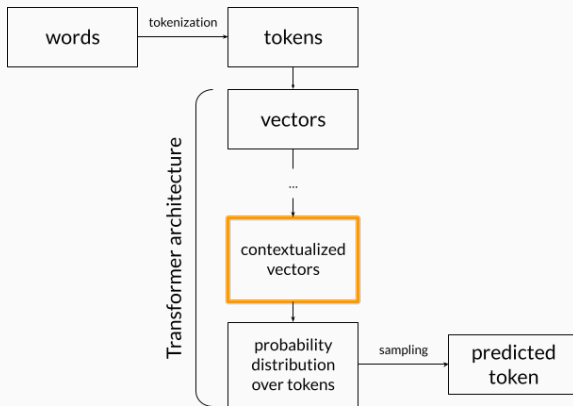 words
tokenization
tokens
vectors
...
Transformer architecture
contextualized
vectors
probability
distribution
over tokens
sampling
predicted
token